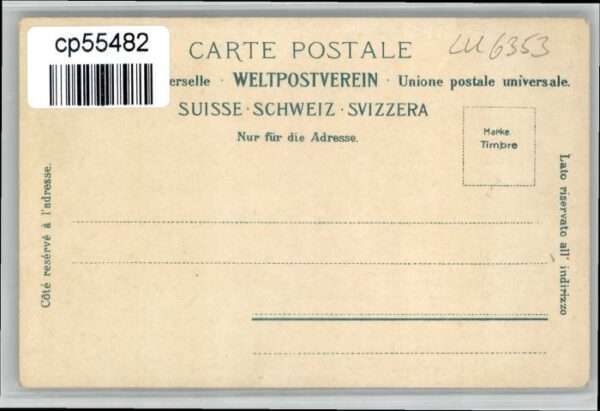 cp55482
CARTE POSTALE
LU 6353
erselle · WELTPOSTVEREIN · Unione postale universale.
SUISSE · SCHWEIZ · SVIZZERA
Nur für die Adresse.
Marke
Timbre
Côté resérvé à l'adresse.
Lato riservato all' indirizzo